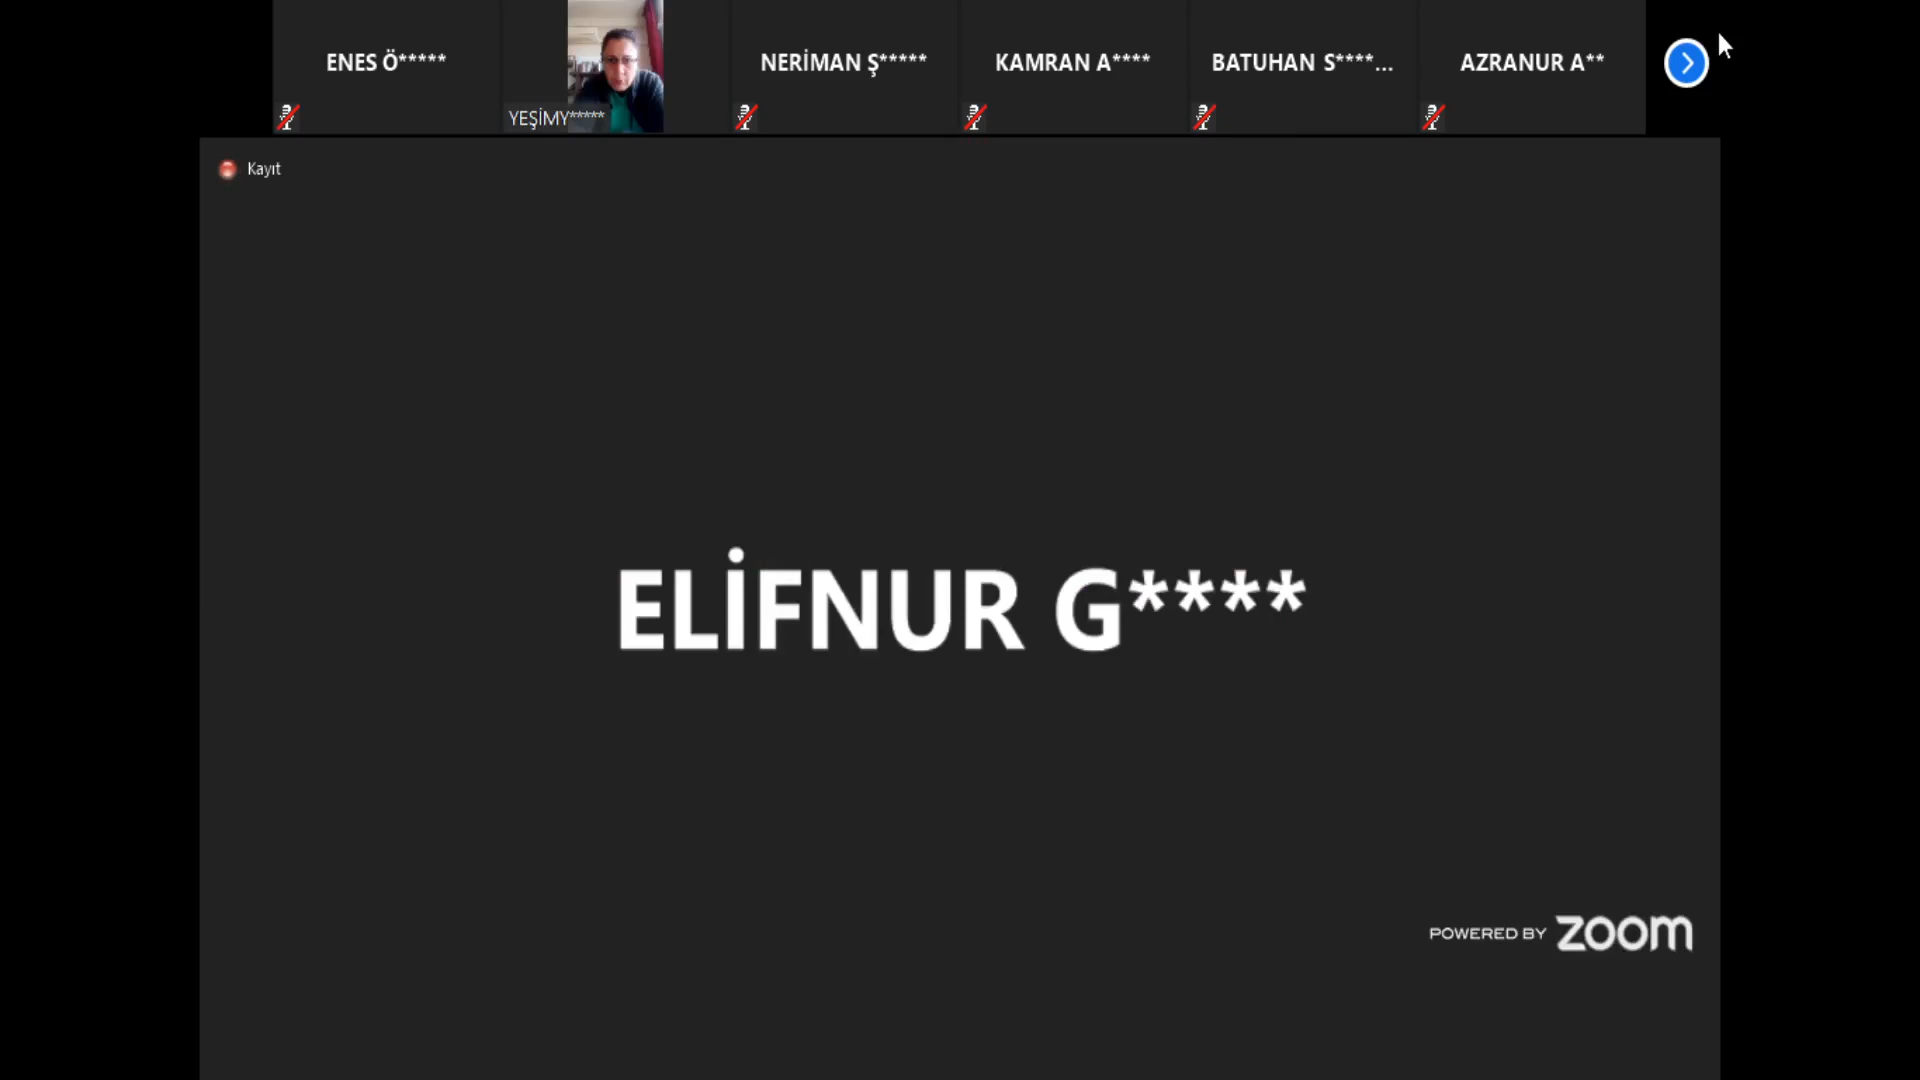 ENES Ö*****
YEŞİMY*****
NERİMAN Ş*****
KAMRAN A****
BATUHAN S****...
AZRANUR A**
Kayıt
ELİFNUR G****
POWERED BY zoom